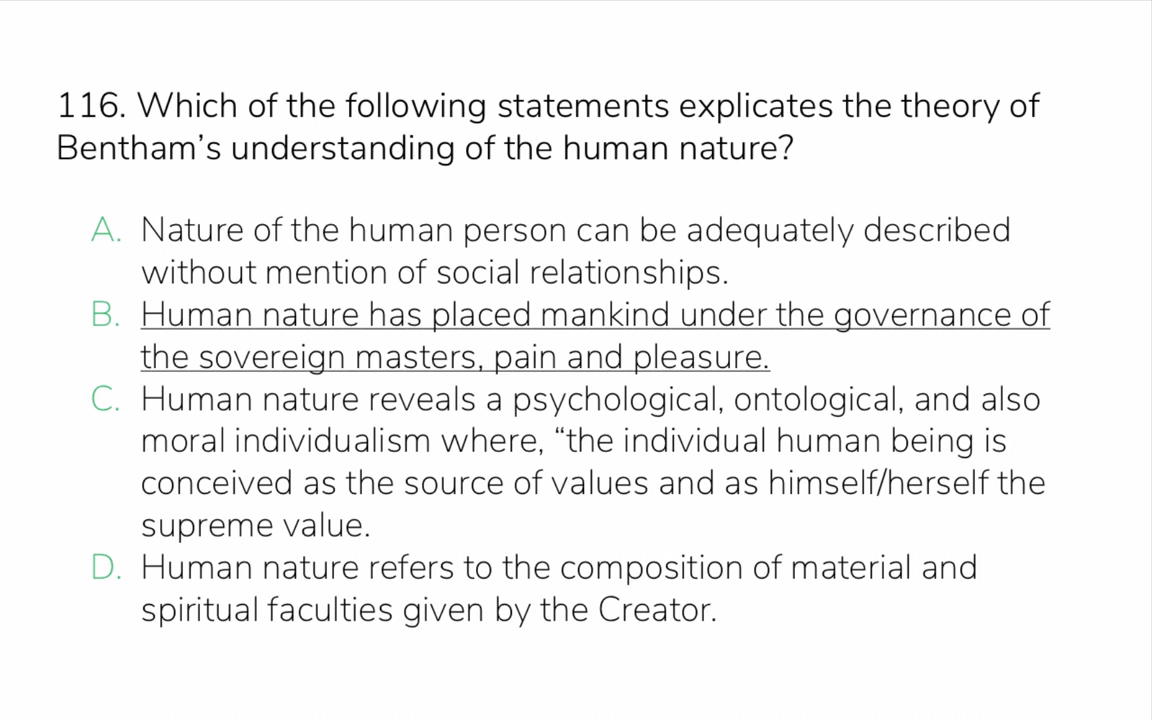 116. Which of the following statements explicates the theory of
Bentham’s understanding of the human nature?
A. Nature of the human person can be adequately described
without mention of social relationships.
B. Human nature has placed mankind under the governance of
the sovereign masters, pain and pleasure.
C. Human nature reveals a psychological, ontological, and also
moral individualism where, “the individual human being is
conceived as the source of values and as himself/herself the
supreme value.
D. Human nature refers to the composition of material and
spiritual faculties given by the Creator.